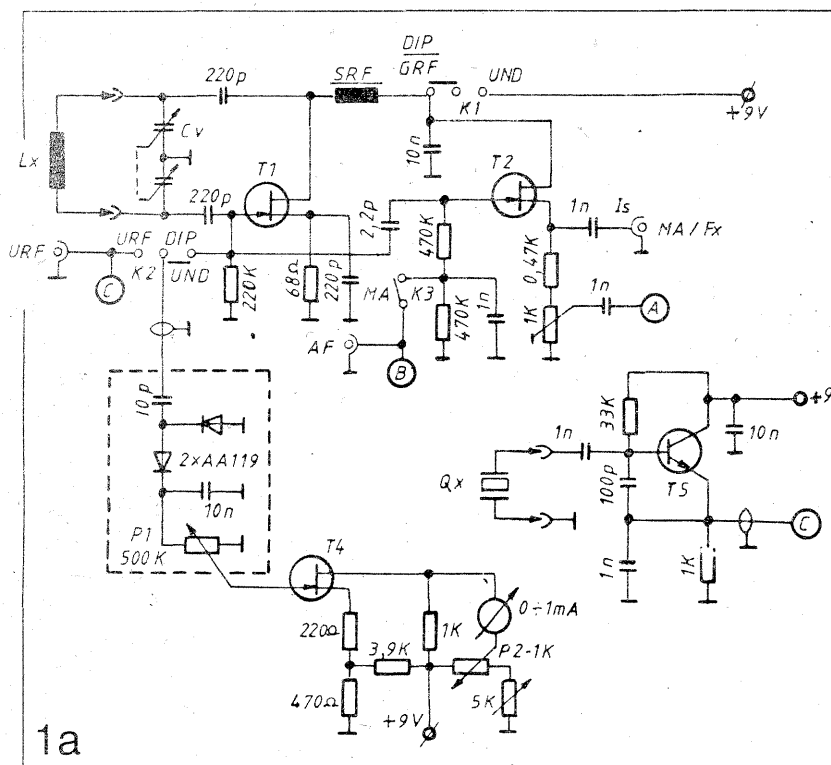 DIP
GRF
UND
K1
+9V
220p
SRF
Lx
Cv
10n
T1
T2
220p
2,2p
470K
1n
Is
MA/Fx
URF
URF
DIP
UND
K2
C
220K
68Ω
220p
MA
K3
470K
1n
0,47K
1K
1n
A
AF
B
10p
2xAA119
10n
P1
500K
33K
+9
10n
1n
Qx
100p
T5
C
1n
1K
T4
0÷1mA
220Ω
1K
3,9K
P2-1K
470Ω
+9V
5K
1a